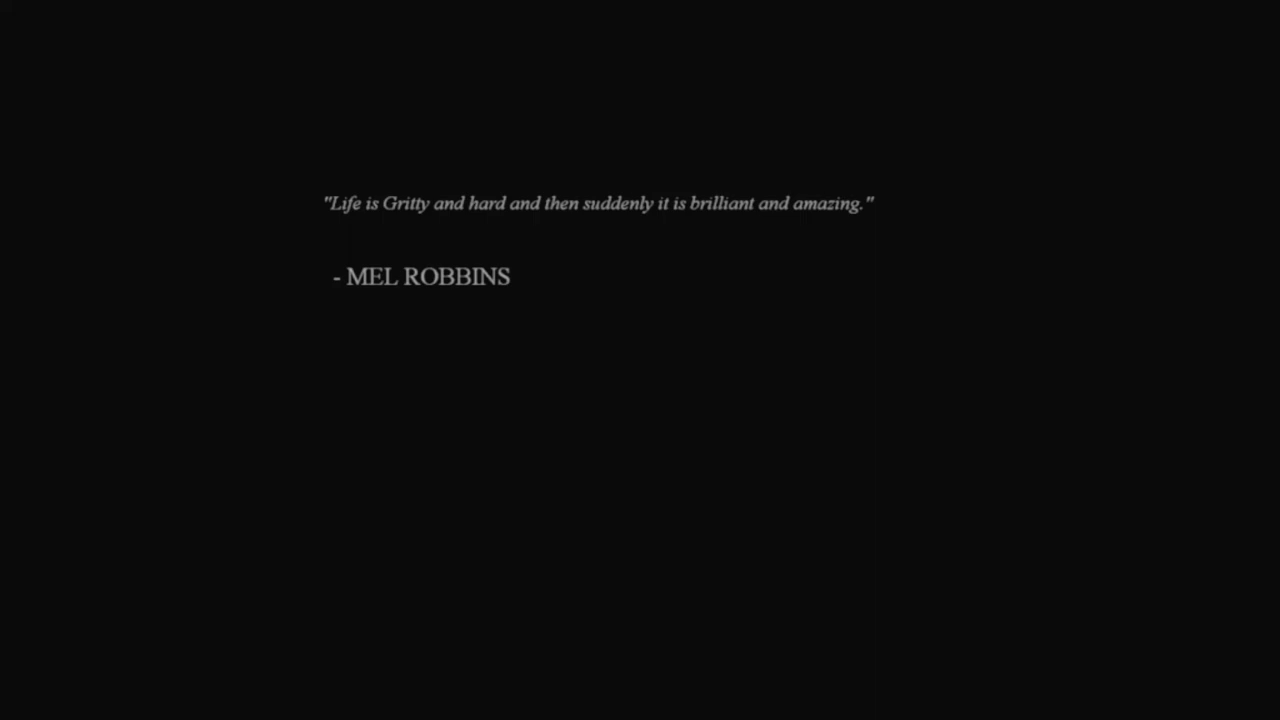 "Life is Gritty and hard and then suddenly it is brilliant and amazing."
- MEL ROBBINS